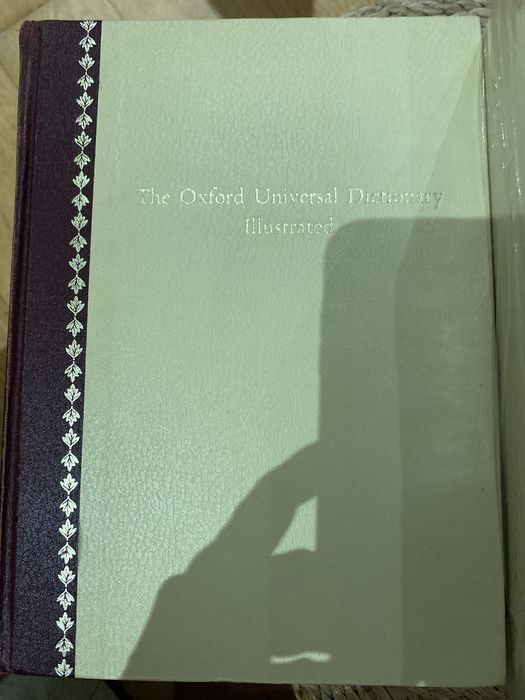 The Oxford Universal Dictionary
Illustrated